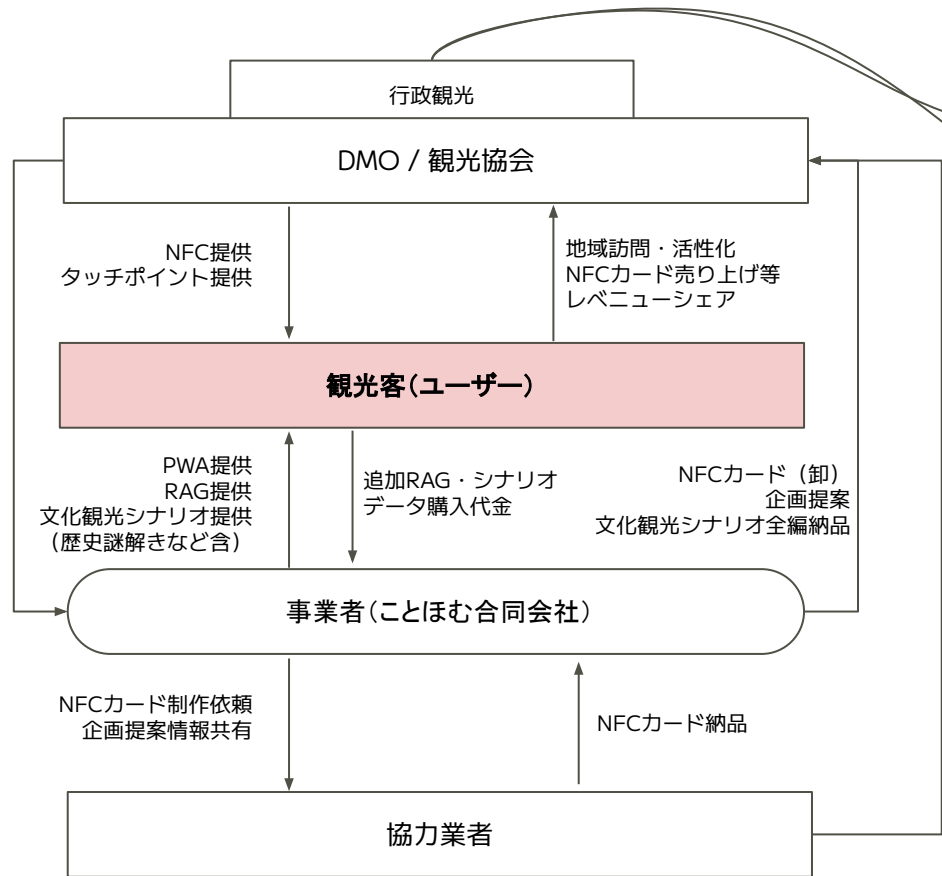 行政観光
DMO / 観光協会
NFC提供
タッチポイント提供
地域訪問・活性化
NFCカード売り上げ等
レベニューシェア
観光客(ユーザー)
PWA提供
RAG提供
文化観光シナリオ提供
(歴史謎解きなど含)
追加RAG・シナリオ
データ購入代金
NFCカード(卸)
企画提案
文化観光シナリオ全編納品
事業者(ことほむ合同会社)
NFCカード制作依頼
企画提案情報共有
NFCカード納品
協力業者